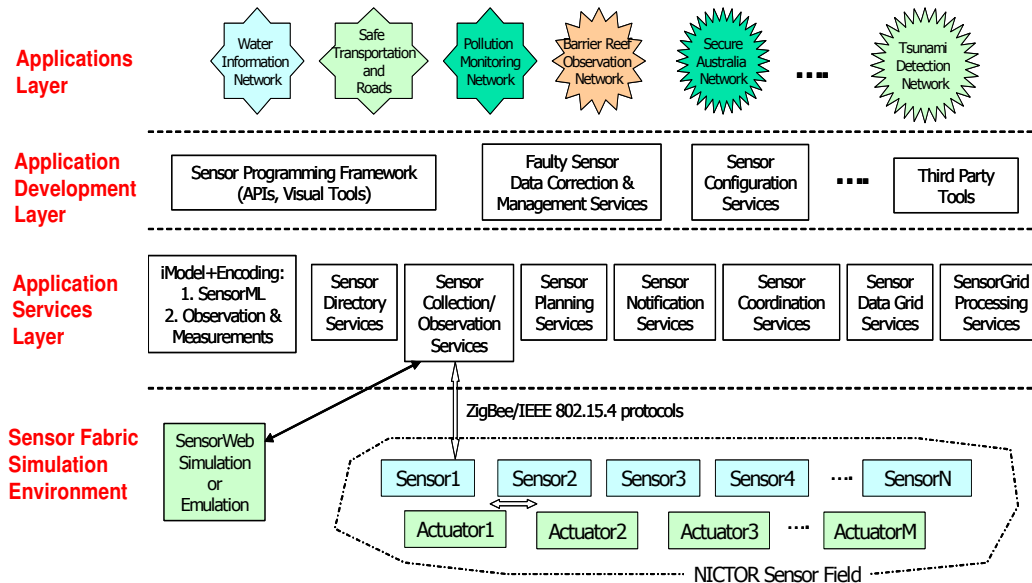 Applications
Layer
Water
Information
Network
Safe
Transportation
and
Roads
Pollution
Monitoring
Network
Barrier Reef
Observation
Network
Secure
Australia
Network
....
Tsunami
Detection
Network
Application
Development
Layer
Sensor Programming Framework
(APIs, Visual Tools)
Faulty Sensor
Data Correction &
Management Services
Sensor
Configuration
Services
....
Third Party
Tools
Application
Services
Layer
iModel+Encoding:
1. SensorML
2. Observation &
Measurements
Sensor
Directory
Services
Sensor
Collection/
Observation
Services
Sensor
Planning
Services
Sensor
Notification
Services
Sensor
Coordination
Services
Sensor
Data Grid
Services
SensorGrid
Processing
Services
ZigBee/IEEE 802.15.4 protocols
Sensor Fabric
Simulation
Environment
SensorWeb
Simulation
or
Emulation
Sensor1
Sensor2
Sensor3
Sensor4
....
SensorN
Actuator1
Actuator2
Actuator3
....
ActuatorM
NICTOR Sensor Field